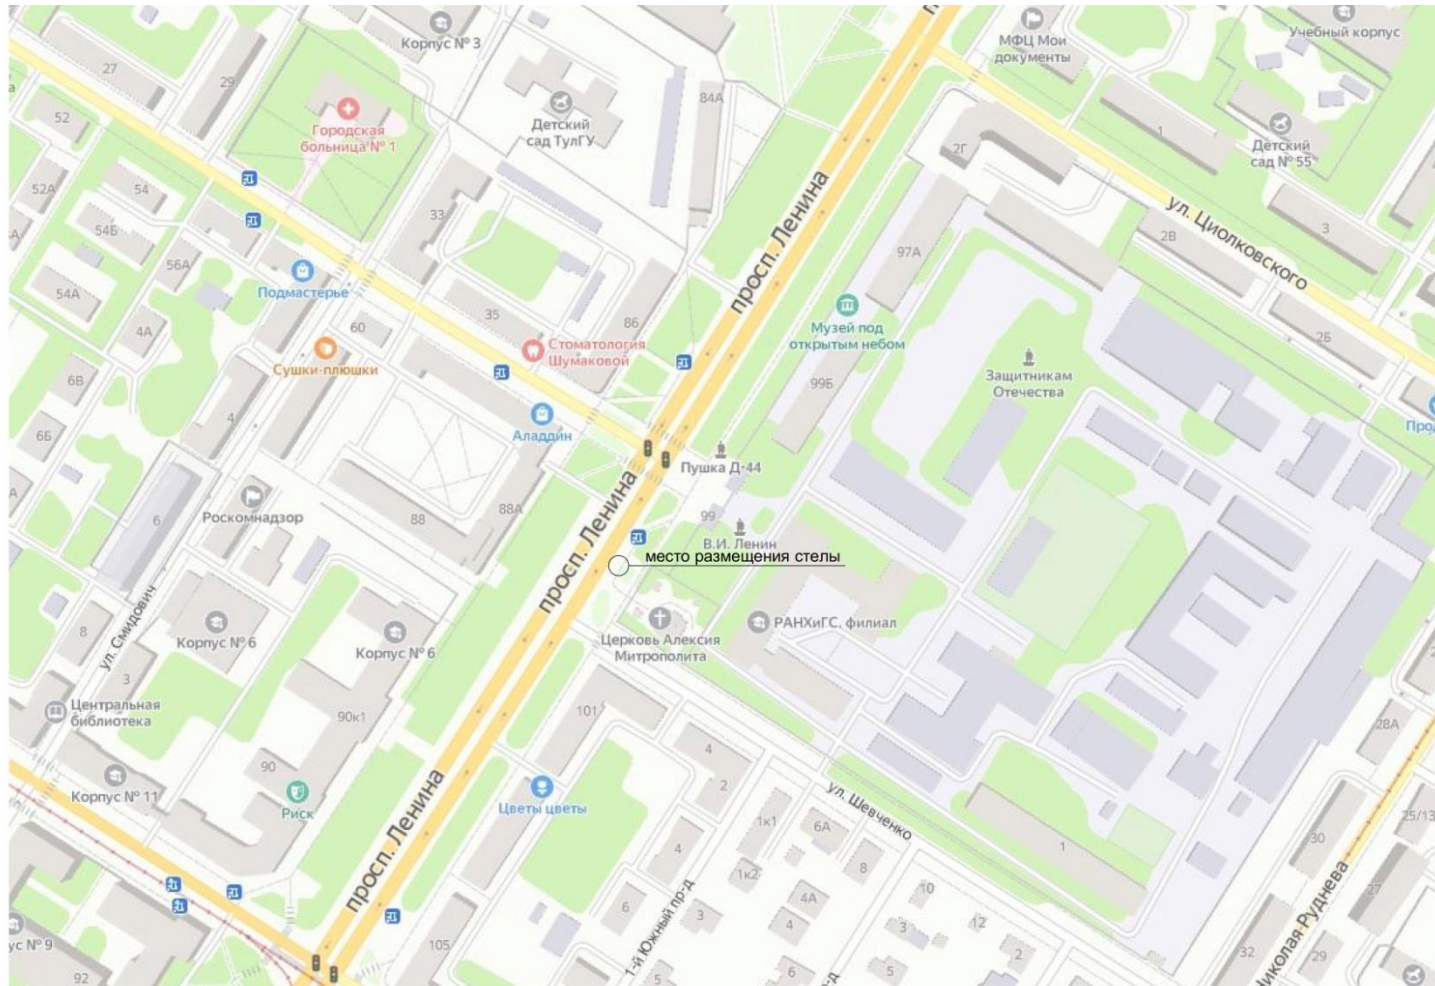 Корпус № 3
МФЦ Мои
документы
Учебный корпус
27
29
52
Городская
больница № 1
Детский
сад ТулГУ
84А
2Г
1
Детский
сад № 55
52А
54
54Б
33
56А
54А
Подмастерье
4А
60
35
86
Стоматология
Шумаковой
Сушки-плюшки
6В
4
6Б
Аладдин
просп. Ленина
97А
Музей под
открытым небом
99Б
ул. Циолковского
2В
3
2Б
Защитникам
Отечества
Пушка Д-44
99
В.И. Ленин
место размещения стелы
просп. Ленина
Роскомнадзор
88
88А
6
ул. Смидович
8
Корпус № 6
Корпус № 6
3
Центральная
библиотека
90к1
90
Корпус № 11
Риск
Церковь Алексия
Митрополита
РАНХиГС, филиал
101
4
2
Цветы цветы
просп. Ленина
ул. Шевченко
1к1
6А
1к2
8
4
4А
10
6
3
4
3
12
2
1-й Южный пр-д
5
6
5
105
1
28А
25/13
30
27
Николая Руднева
32
29
92